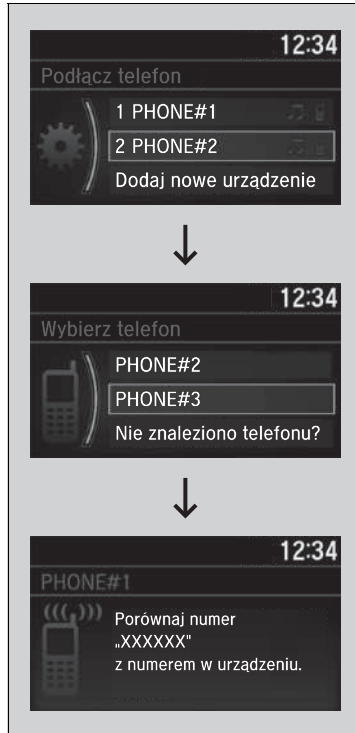 12:34
Podłącz telefon
1 PHONE#1
2 PHONE#2
Dodaj nowe urządzenie
12:34
Wybierz telefon
PHONE#2
PHONE#3
Nie znaleziono telefonu?
12:34
PHONE#1
Porównaj numer
„XXXXXX"
z numerem w urządzeniu.